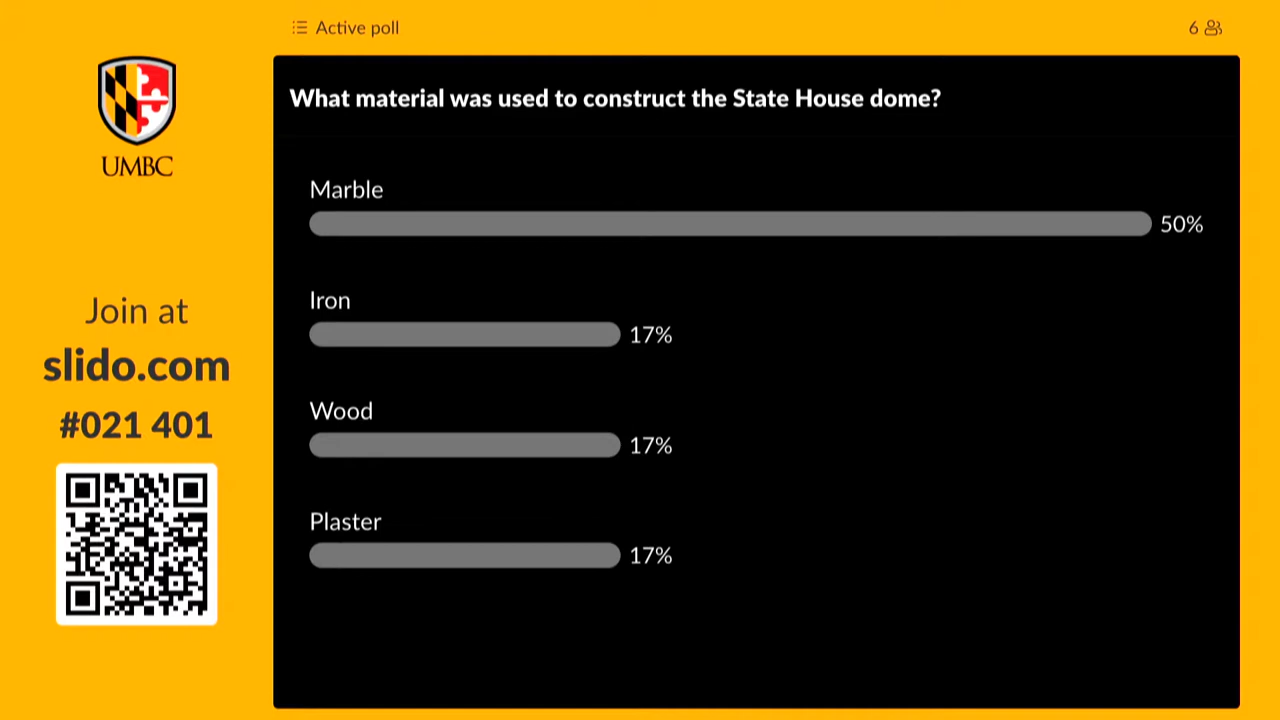 Active poll
6
UMBC
What material was used to construct the State House dome?
Marble
50%
Iron
17%
Wood
17%
Plaster
17%
Join at
slido.com
#021 401